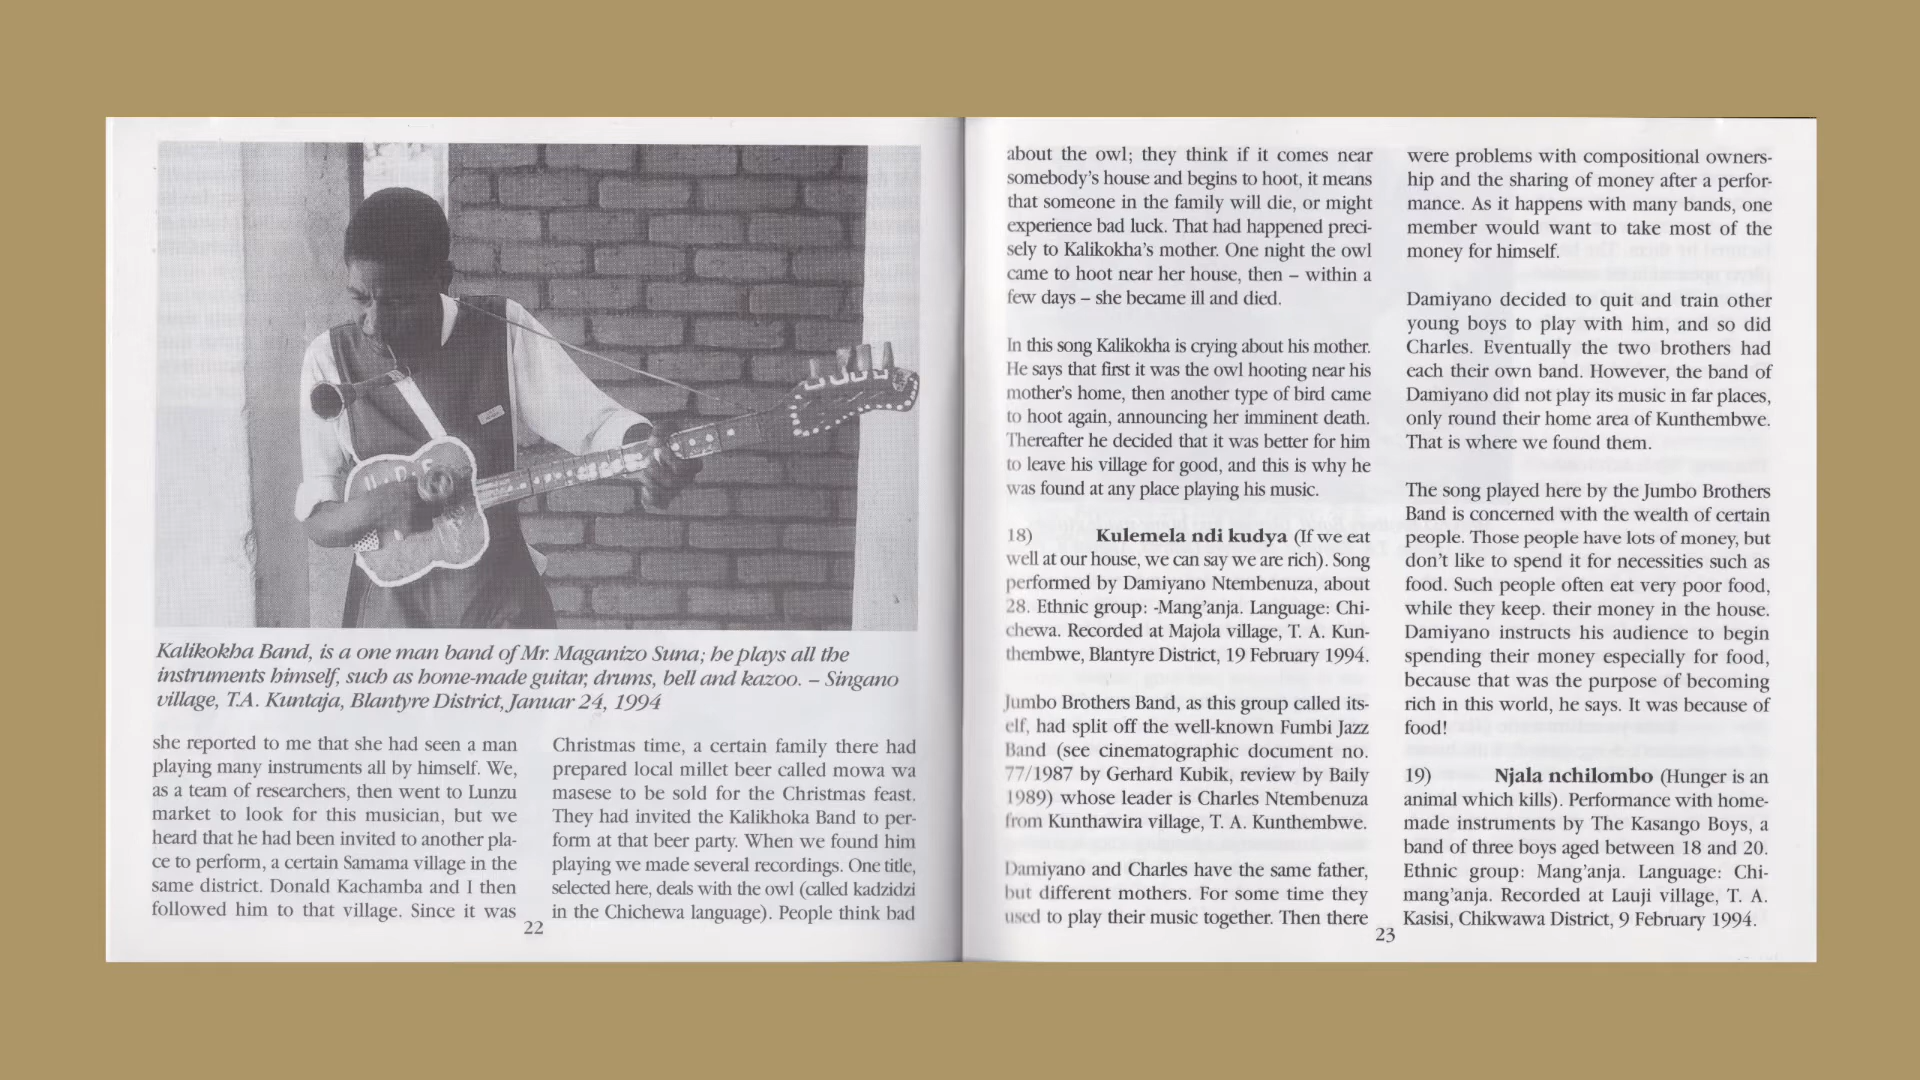 Kalikokha Band, is a one man band of Mr. Maganizo Suna; he plays all the
instruments himself, such as home-made guitar, drums, bell and kazoo. – Singano
village, T.A. Kuntaja, Blantyre District, Januar 24, 1994
she reported to me that she had seen a man
playing many instruments all by himself. We,
as a team of researchers, then went to Lunzu
market to look for this musician, but we
heard that he had been invited to another pla-
ce to perform, a certain Samama village in the
same district. Donald Kachamba and I then
followed him to that village. Since it was
Christmas time, a certain family there had
prepared local millet beer called mowa wa
masese to be sold for the Christmas feast.
They had invited the Kalikhoka Band to per-
form at that beer party. When we found him
playing we made several recordings. One title,
selected here, deals with the owl (called kadzidzi
in the Chichewa language). People think bad
22
about the owl; they think if it comes near
somebody's house and begins to hoot, it means
that someone in the family will die, or might
experience bad luck. That had happened preci-
sely to Kalikokha's mother. One night the owl
came to hoot near her house, then – within a
few days – she became ill and died.
In this song Kalikokha is crying about his mother.
He says that first it was the owl hooting near his
mother's home, then another type of bird came
to hoot again, announcing her imminent death.
Thereafter he decided that it was better for him
to leave his village for good, and this is why he
was found at any place playing his music.
18) Kulemela ndi kudya (If we eat
well at our house, we can say we are rich). Song
performed by Damiyano Ntembenuza, about
28. Ethnic group: -Mang'anja. Language: Chi-
chewa. Recorded at Majola village, T. A. Kun-
thembwe, Blantyre District, 19 February 1994.
Jumbo Brothers Band, as this group called its-
elf, had split off the well-known Fumbi Jazz
Band (see cinematographic document no.
77/1987 by Gerhard Kubik, review by Baily
1989) whose leader is Charles Ntembenuza
from Kunthawira village, T. A. Kunthembwe.
Damiyano and Charles have the same father,
but different mothers. For some time they
used to play their music together. Then there
were problems with compositional owners-
hip and the sharing of money after a perfor-
mance. As it happens with many bands, one
member would want to take most of the
money for himself.
Damiyano decided to quit and train other
young boys to play with him, and so did
Charles. Eventually the two brothers had
each their own band. However, the band of
Damiyano did not play its music in far places,
only round their home area of Kunthembwe.
That is where we found them.
The song played here by the Jumbo Brothers
Band is concerned with the wealth of certain
people. Those people have lots of money, but
don't like to spend it for necessities such as
food. Such people often eat very poor food,
while they keep. their money in the house.
Damiyano instructs his audience to begin
spending their money especially for food,
because that was the purpose of becoming
rich in this world, he says. It was because of
food!
19) Njala nchilombo (Hunger is an
animal which kills). Performance with home-
made instruments by The Kasango Boys, a
band of three boys aged between 18 and 20.
Ethnic group: Mang'anja. Language: Chi-
mang'anja. Recorded at Lauji village, T. A.
Kasisi, Chikwawa District, 9 February 1994.
23